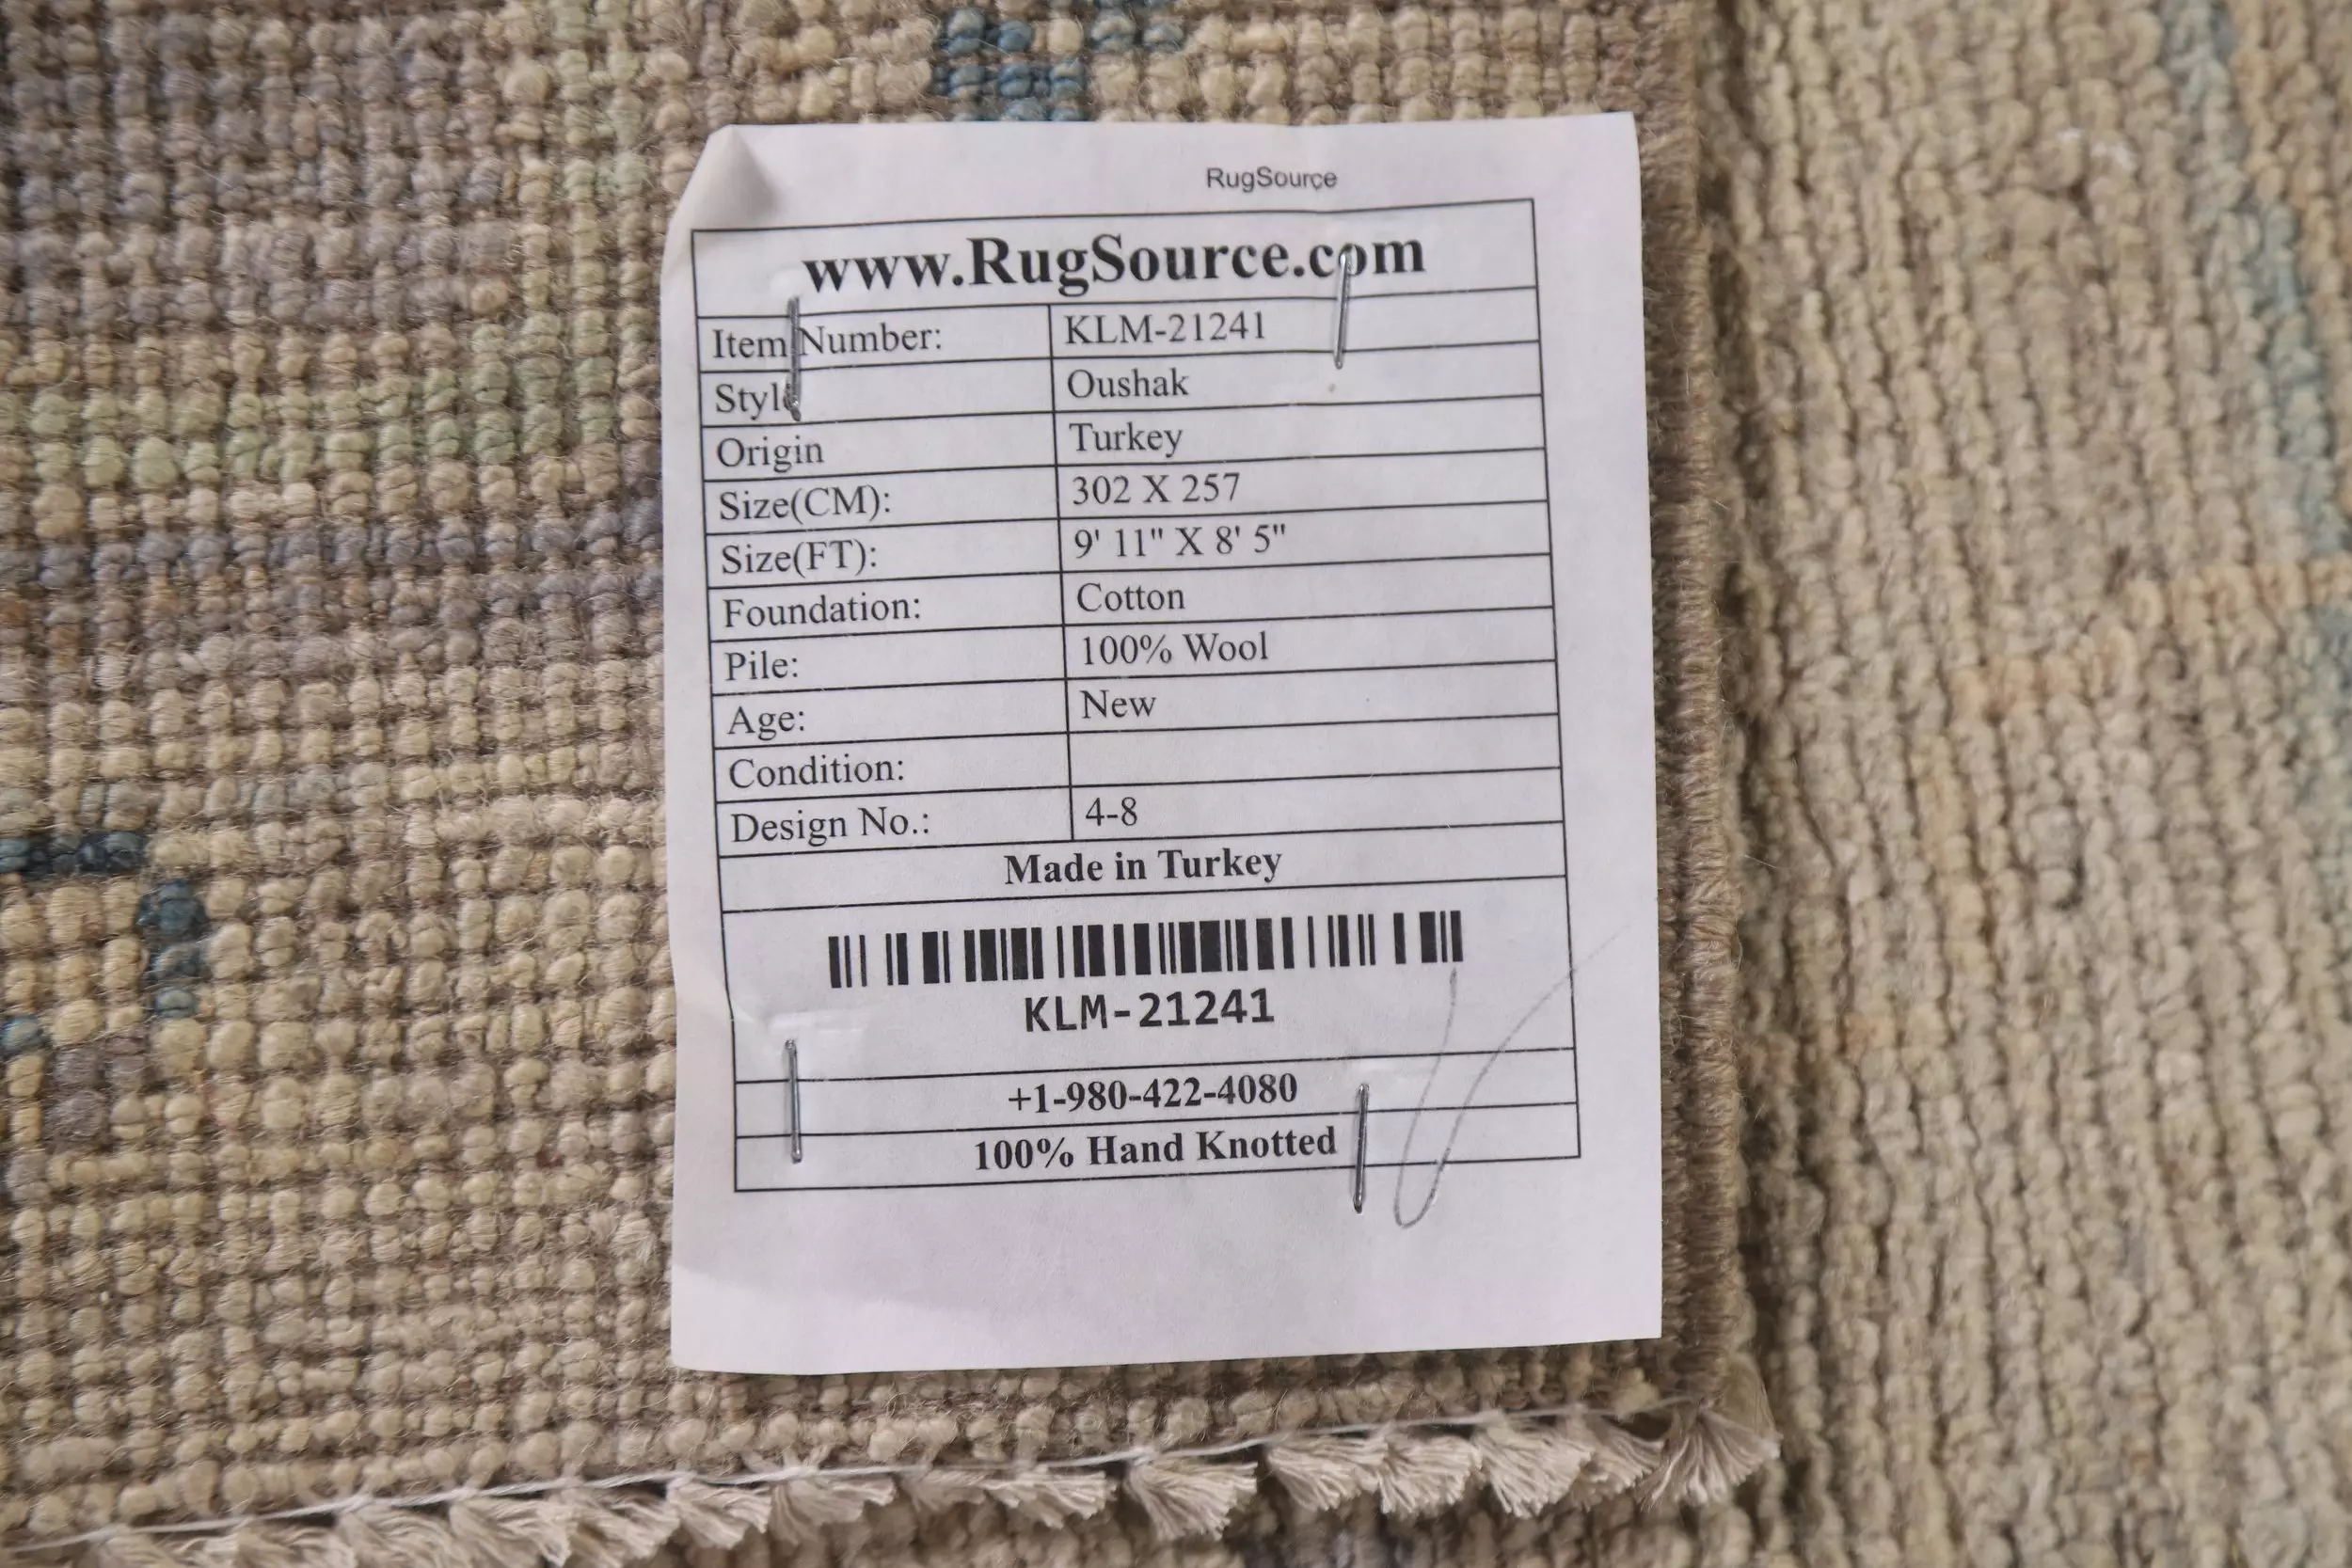 RugSource
www.RugSource.com
Item Number: KLM-21241
Style Oushak
Origin Turkey
Size(CM): 302 X 257
Size(FT): 9' 11" X 8' 5"
Foundation: Cotton
Pile: 100% Wool
Age: New
Condition:
Design No.: 4-8
Made in Turkey
KLM-21241
+1-980-422-4080
100% Hand Knotted